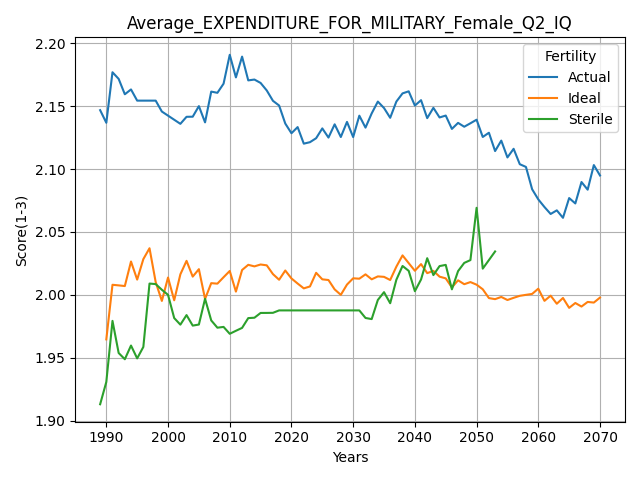 Average_EXPENDITURE_FOR_MILITARY_Female_Q2_IQ
Fertility
Actual
Ideal
Sterile
Score(1-3)
2.20
2.15
2.10
2.05
2.00
1.95
1.90
1990 2000 2010 2020 2030 2040 2050 2060 2070
Years